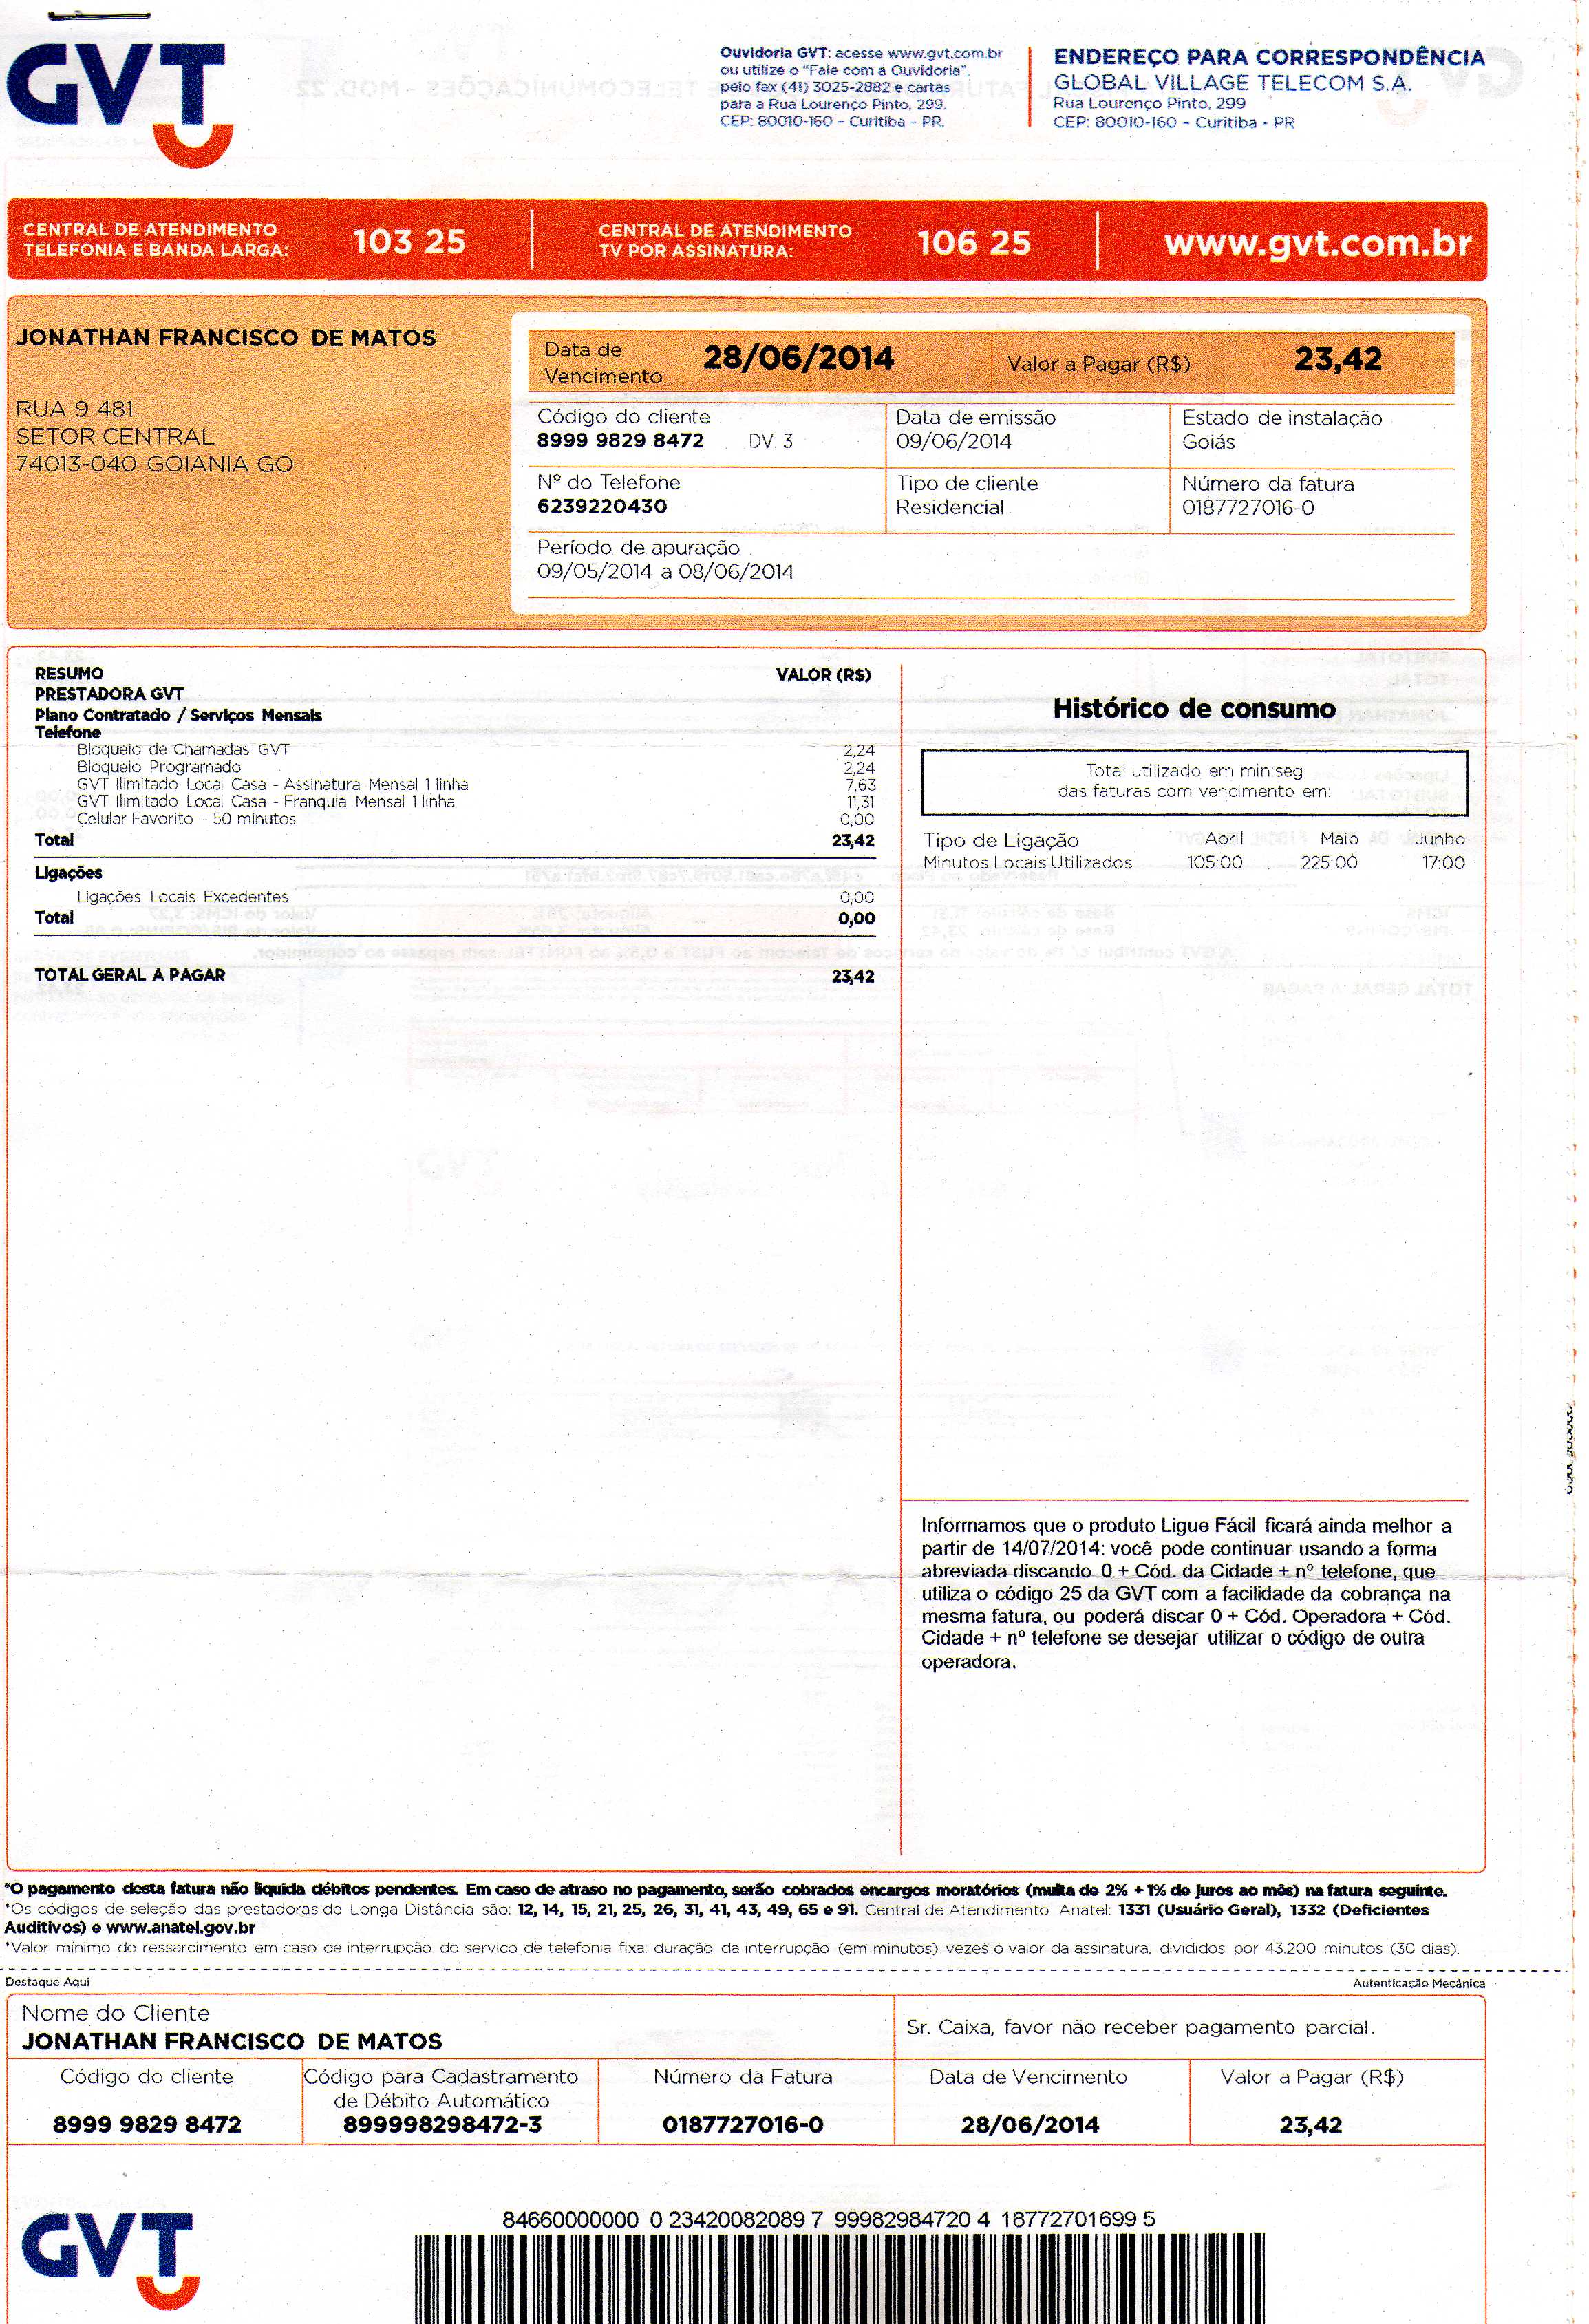 GVT
Ouvidoria GVT: acesse www.gvt.com.br
ou utilize o "Fale com a Ouvidoria".
pelo fax (41) 3025-2882 e cartas
para a Rua Lourenço Pinto, 299.
CEP: 80010-160 - Curitiba - PR.
ENDEREÇO PARA CORRESPONDÊNCIA
GLOBAL VILLAGE TELECOM S.A.
Rua Lourenço Pinto, 299
CEP: 80010-160 - Curitiba - PR
CENTRAL DE ATENDIMENTO
TELEFONIA E BANDA LARGA: 103 25
CENTRAL DE ATENDIMENTO
TV POR ASSINATURA: 106 25
www.gvt.com.br
JONATHAN FRANCISCO DE MATOS
RUA 9 481
SETOR CENTRAL
74013-040 GOIANIA GO
Data de Vencimento 28/06/2014 Valor a Pagar (R$) 23,42
Código do cliente Data de emissão Estado de instalação
8999 9829 8472 DV: 3 09/06/2014 Goiás
Nº do Telefone Tipo de cliente Número da fatura
6239220430 Residencial 0187727016-0
Período de apuração
09/05/2014 a 08/06/2014
RESUMO VALOR (R$)
PRESTADORA GVT
Plano Contratado / Serviços Mensais
Telefone
Bloqueio de Chamadas GVT 2,24
Bloqueio Programado 2,24
GVT Ilimitado Local Casa - Assinatura Mensal 1 linha 7,63
GVT Ilimitado Local Casa - Franquia Mensal 1 linha 11,31
Celular Favorito - 50 minutos 0,00
Total 23,42
Ligações
Ligações Locais Excedentes 0,00
Total 0,00
TOTAL GERAL A PAGAR 23,42
Histórico de consumo
Total utilizado em min:seg
das faturas com vencimento em:
Tipo de Ligação Abril Maio Junho
Minutos Locais Utilizados 105:00 225:00 17:00
Informamos que o produto Ligue Fácil ficará ainda melhor a
partir de 14/07/2014: você pode continuar usando a forma
abreviada discando 0 + Cód. da Cidade + nº telefone, que
utiliza o código 25 da GVT com a facilidade da cobrança na
mesma fatura, ou poderá discar 0 + Cód. Operadora + Cód.
Cidade + nº telefone se desejar utilizar o código de outra
operadora.
*O pagamento desta fatura não liquida débitos pendentes. Em caso de atraso no pagamento, serão cobrados encargos moratórios (multa de 2% + 1% de juros ao mês) na fatura seguinte.
*Os códigos de seleção das prestadoras de Longa Distância são: 12, 14, 15, 21, 25, 26, 31, 41, 43, 49, 65 e 91. Central de Atendimento Anatel: 1331 (Usuário Geral), 1332 (Deficientes
Auditivos) e www.anatel.gov.br
*Valor mínimo do ressarcimento em caso de interrupção do serviço de telefonia fixa: duração da interrupção (em minutos) vezes o valor da assinatura, divididos por 43.200 minutos (30 dias).
Destaque Aqui Autenticação Mecânica
Nome do Cliente
JONATHAN FRANCISCO DE MATOS
Sr. Caixa, favor não receber pagamento parcial.
Código do cliente
8999 9829 8472
Código para Cadastramento
de Débito Automático
899998298472-3
Número da Fatura
0187727016-0
Data de Vencimento
28/06/2014
Valor a Pagar (R$)
23,42
GVT
84660000000 0 23420082089 7 99982984720 4 18772701699 5